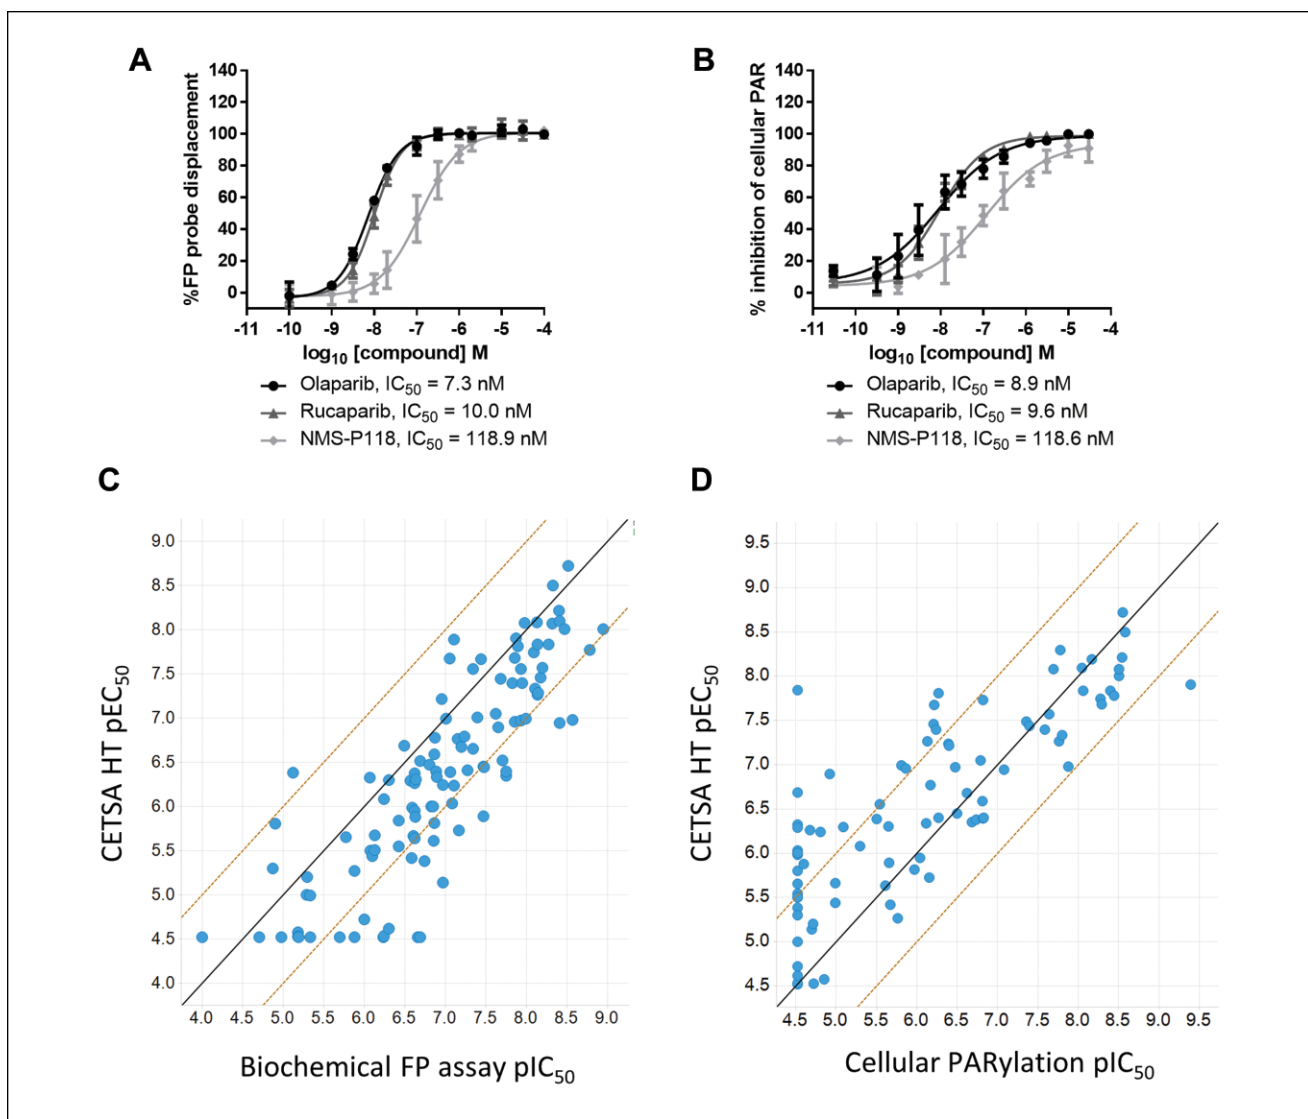 A
%FP probe displacement
140
120
100
80
60
40
20
0
-11 -10 -9 -8 -7 -6 -5 -4
log10 [compound] M
Olaparib, IC50 = 7.3 nM
Rucaparib, IC50 = 10.0 nM
NMS-P118, IC50 = 118.9 nM
B
% inhibition of cellular PAR
140
120
100
80
60
40
20
0
-11 -10 -9 -8 -7 -6 -5 -4
log10 [compound] M
Olaparib, IC50 = 8.9 nM
Rucaparib, IC50 = 9.6 nM
NMS-P118, IC50 = 118.6 nM
C
CETSA HT pEC50
9.0
8.5
8.0
7.5
7.0
6.5
6.0
5.5
5.0
4.5
4.0
4.0 4.5 5.0 5.5 6.0 6.5 7.0 7.5 8.0 8.5 9.0
Biochemical FP assay pIC50
D
CETSA HT pEC50
9.5
9.0
8.5
8.0
7.5
7.0
6.5
6.0
5.5
5.0
4.5
4.5 5.0 5.5 6.0 6.5 7.0 7.5 8.0 8.5 9.0 9.5
Cellular PARylation pIC50